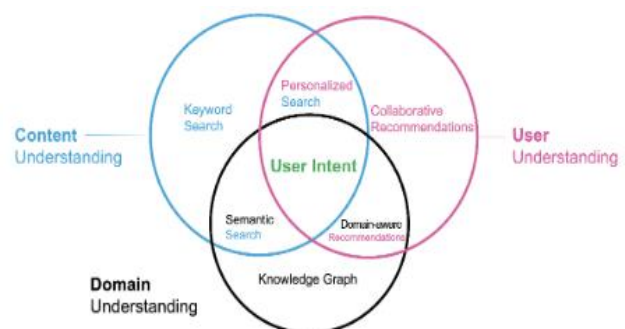 Personalized
Search
Keyword
Search
Collaborative
Recommendations
Content
Understanding
User
Understanding
User Intent
Semantic
Search
Domain-aware
Recommendations
Knowledge Graph
Domain
Understanding